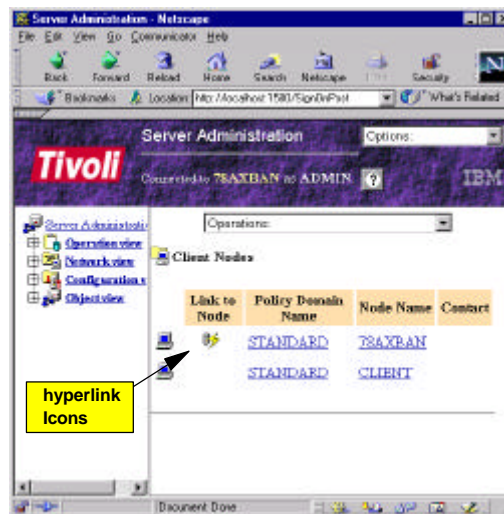 Server Administration - Netscape
File Edit View Go Communicator Help
Back Forward Reload Home Search Netscape Print Security
Bookmarks Location http://localhost:1580/SignOnPost What's Related
Server Administration Options:
Tivoli
Connected to 78AXBAN as ADMIN ? IBM
Server Administrati
Operations:
Operation view
Network view
Configuration v
Object view
Client Nodes
Link to Node Policy Domain Name Node Name Contact
STANDARD 78AXBAN
STANDARD CLIENT
hyperlink
Icons
Document Done